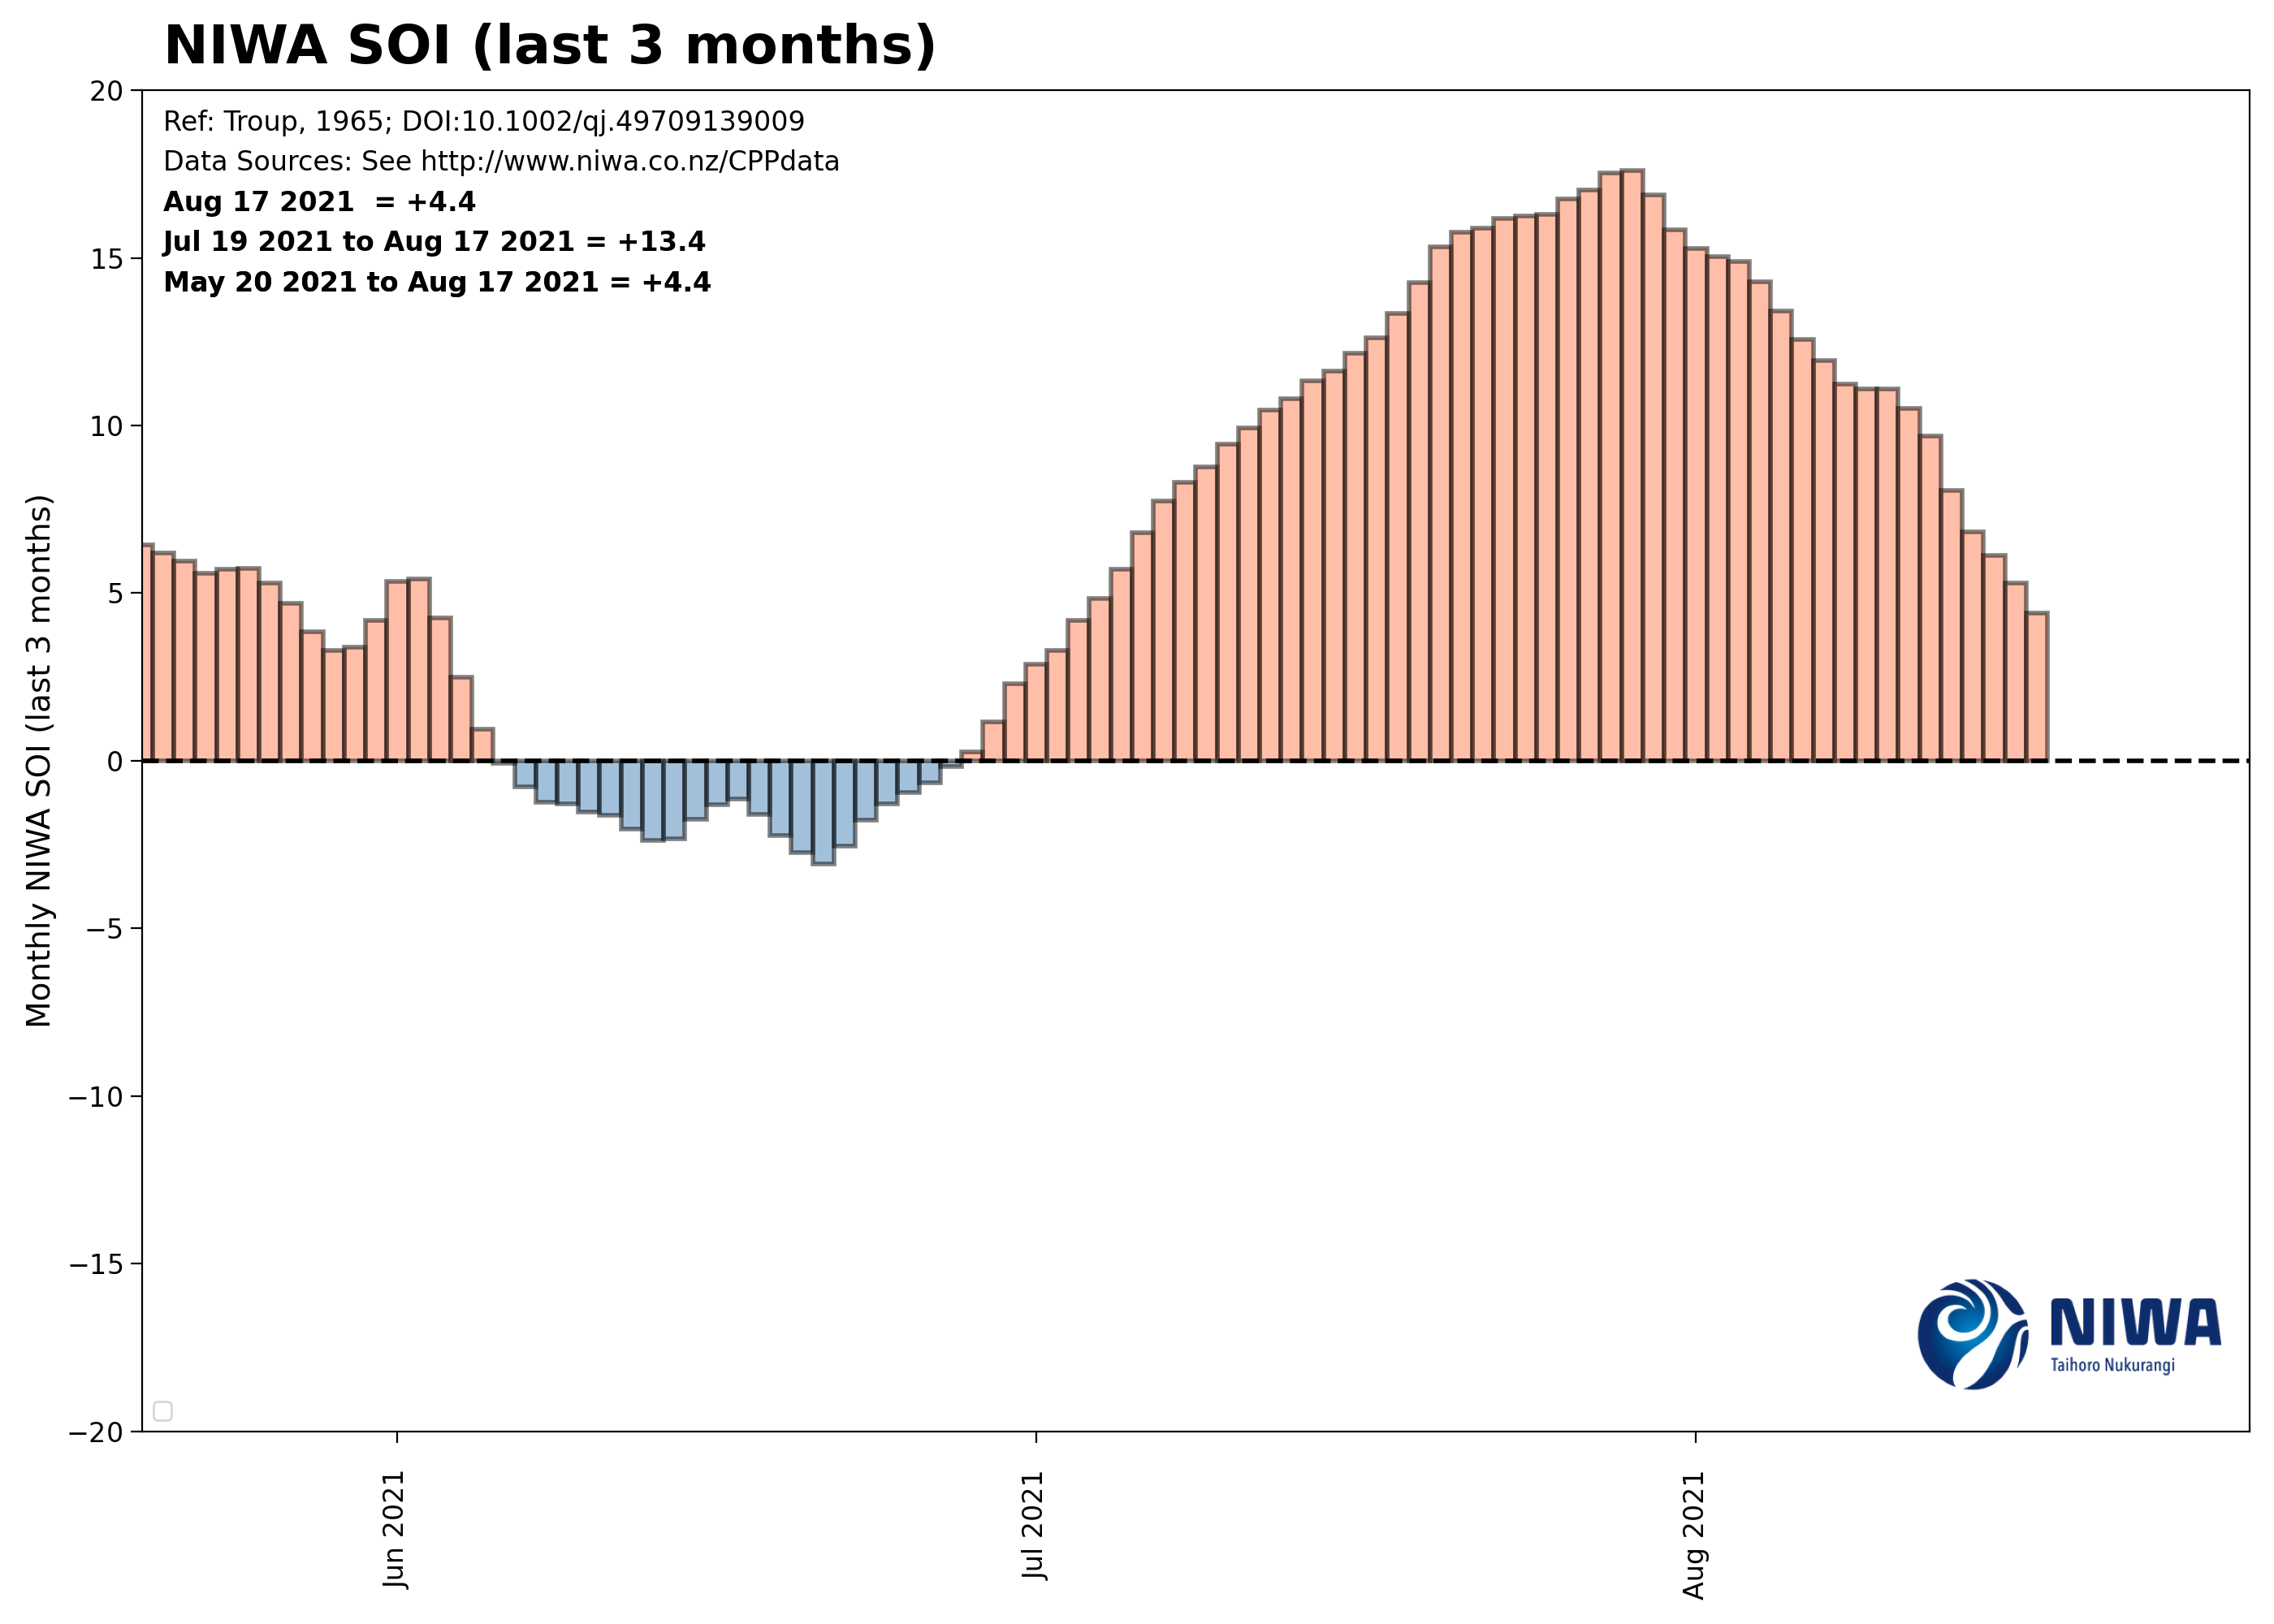 NIWA SOI (last 3 months)
Ref: Troup, 1965; DOI:10.1002/qj.49709139009
Data Sources: See http://www.niwa.co.nz/CPPdata
Aug 17 2021  = +4.4
Jul 19 2021 to Aug 17 2021 = +13.4
May 20 2021 to Aug 17 2021 = +4.4
Monthly NIWA SOI (last 3 months)
20
15
10
5
0
−5
−10
−15
−20
Jun 2021
Jul 2021
Aug 2021
NIWA
Taihoro Nukurangi